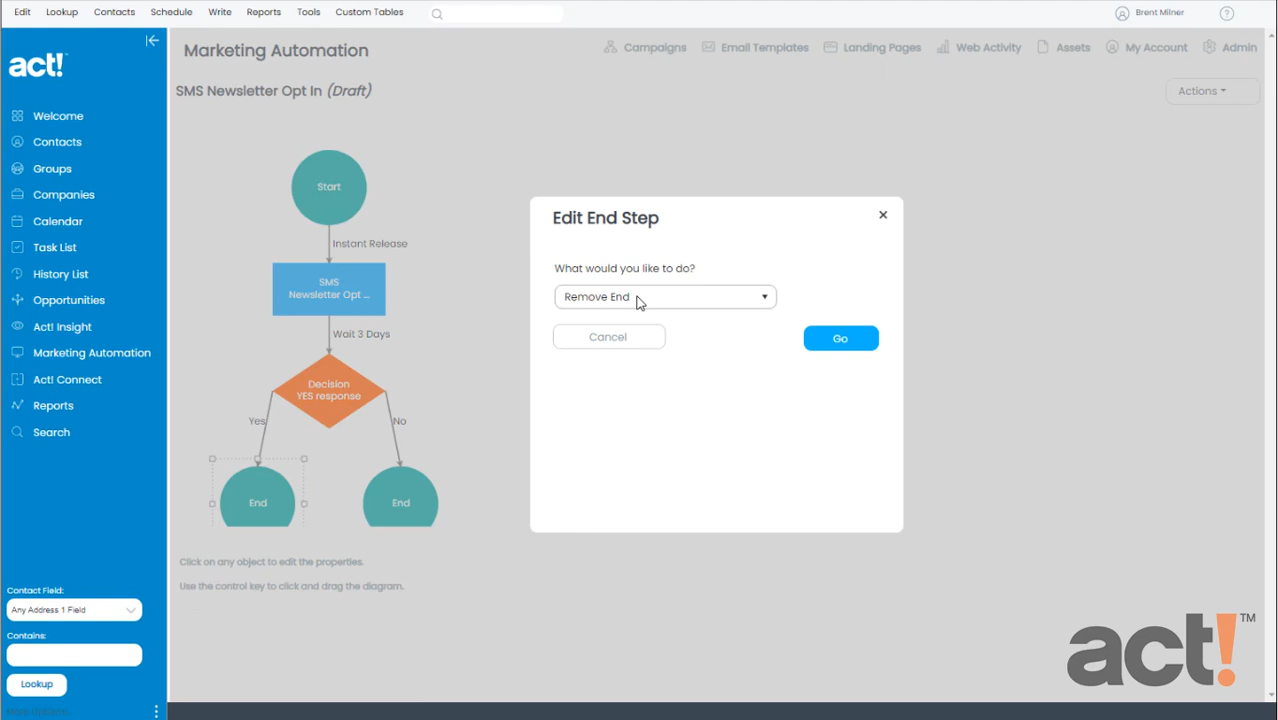 Edit Lookup Contacts Schedule Write Reports Tools Custom Tables
Brent Milner ?
act!
Marketing Automation
Campaigns Email Templates Landing Pages Web Activity Assets My Account Admin
SMS Newsletter Opt In (Draft)
Actions
Welcome
Contacts
Groups
Companies
Calendar
Task List
History List
Opportunities
Act! Insight
Marketing Automation
Act! Connect
Reports
Search
Contact Field:
Any Address 1 Field
Contains:
Lookup
More Options...
Start
Instant Release
SMS
Newsletter Opt ...
Wait 3 Days
Decision
YES response
Yes
No
End
End
Click on any object to edit the properties.
Use the control key to click and drag the diagram.
Edit End Step
×
What would you like to do?
Remove End
Cancel
Go
act!™